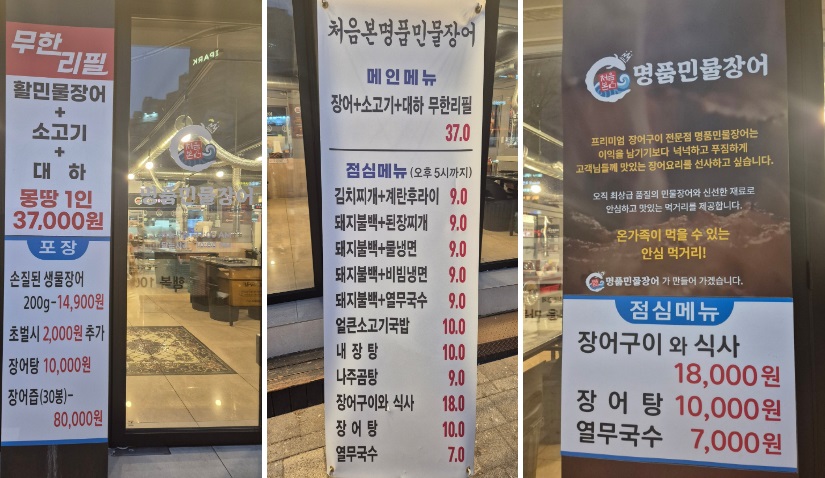 무한
리필
활민물장어
+
소고기
+
대 하
몽땅 1인
37,000원
포 장
손질된 생물장어
200g-14,900원
초벌시 2,000원 추가
장어탕 10,000원
장어즙(30봉)-
80,000원
IPARK
처음본
명품민물장어
처음본명품민물장어
메인메뉴
장어+소고기+대하 무한리필
37.0
점심메뉴 (오후 5시까지)
김치찌개+계란후라이 9.0
돼지불백+된장찌개 9.0
돼지불백+물냉면 9.0
돼지불백+비빔냉면 9.0
돼지불백+열무국수 9.0
얼큰소고기국밥 10.0
내 장 탕 10.0
나주곰탕 9.0
장어구이와 식사 18.0
장 어 탕 10.0
열무국수 7.0
처음본
명품민물장어
프리미엄 장어구이 전문점 명품민물장어는
이익을 남기기보다 넉넉하고 푸짐하게
고객님들께 맛있는 장어요리를 선사하고 싶습니다.
오직 최상급 품질의 민물장어와 신선한 재료로
안심하고 맛있는 먹거리를 제공합니다.
온가족이 먹을 수 있는
안심 먹거리!
명품민물장어 가 만들어 가겠습니다.
점심메뉴
장어구이 와 식사
18,000원
장 어 탕 10,000원
열무국수 7,000원